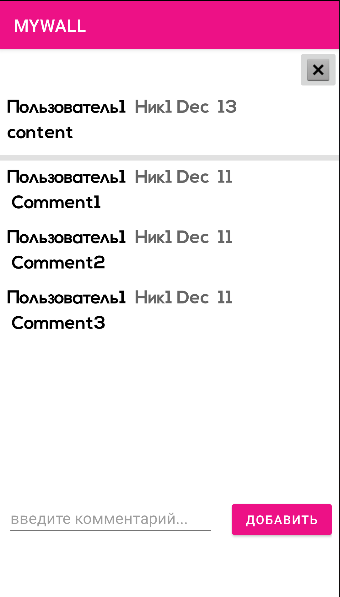 MYWALL
Пользователь1 Ник1 Dec 13
content
Пользователь1 Ник1 Dec 11
Comment1
Пользователь1 Ник1 Dec 11
Comment2
Пользователь1 Ник1 Dec 11
Comment3
введите комментарий... ДОБАВИТЬ